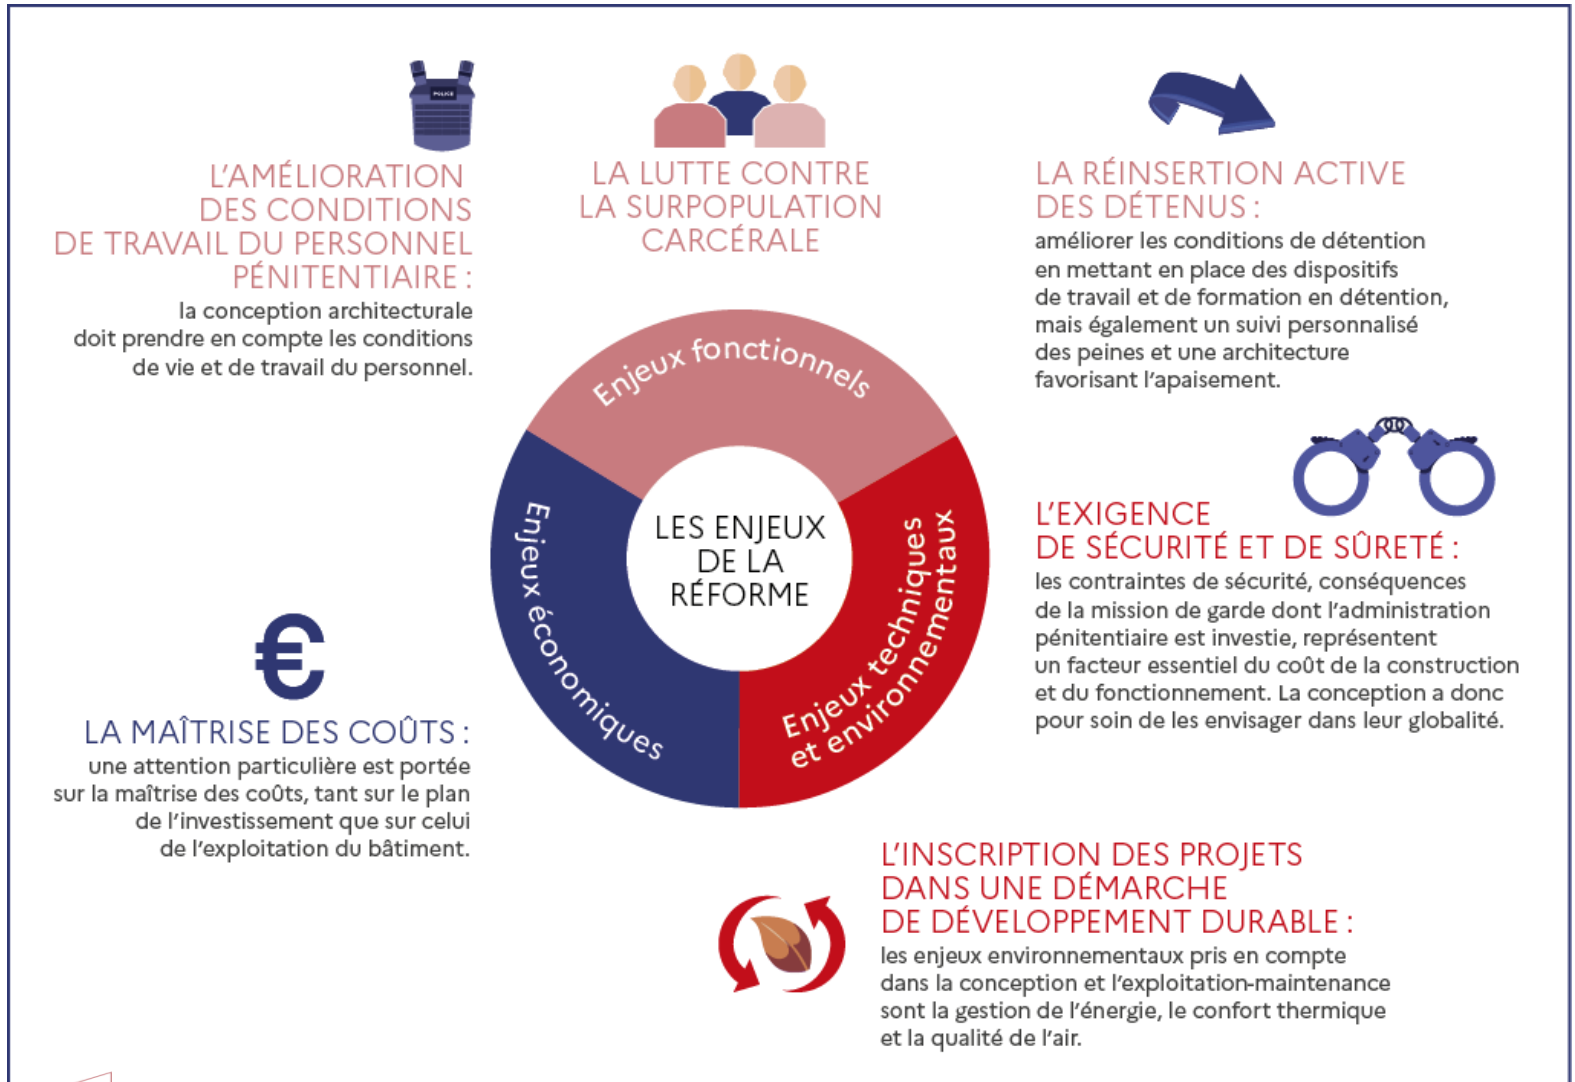 POLICE
L'AMÉLIORATION
DES CONDITIONS
DE TRAVAIL DU PERSONNEL
PÉNITENTIAIRE :
la conception architecturale
doit prendre en compte les conditions
de vie et de travail du personnel.
LA LUTTE CONTRE
LA SURPOPULATION
CARCÉRALE
LA RÉINSERTION ACTIVE
DES DÉTENUS :
améliorer les conditions de détention
en mettant en place des dispositifs
de travail et de formation en détention,
mais également un suivi personnalisé
des peines et une architecture
favorisant l'apaisement.
Enjeux fonctionnels
LES ENJEUX
DE LA
RÉFORME
Enjeux économiques
Enjeux techniques
et environnementaux
L'EXIGENCE
DE SÉCURITÉ ET DE SÛRETÉ :
les contraintes de sécurité, conséquences
de la mission de garde dont l'administration
pénitentiaire est investie, représentent
un facteur essentiel du coût de la construction
et du fonctionnement. La conception a donc
pour soin de les envisager dans leur globalité.
€
LA MAÎTRISE DES COÛTS :
une attention particulière est portée
sur la maîtrise des coûts, tant sur le plan
de l'investissement que sur celui
de l'exploitation du bâtiment.
L'INSCRIPTION DES PROJETS
DANS UNE DÉMARCHE
DE DÉVELOPPEMENT DURABLE :
les enjeux environnementaux pris en compte
dans la conception et l'exploitation-maintenance
sont la gestion de l'énergie, le confort thermique
et la qualité de l'air.